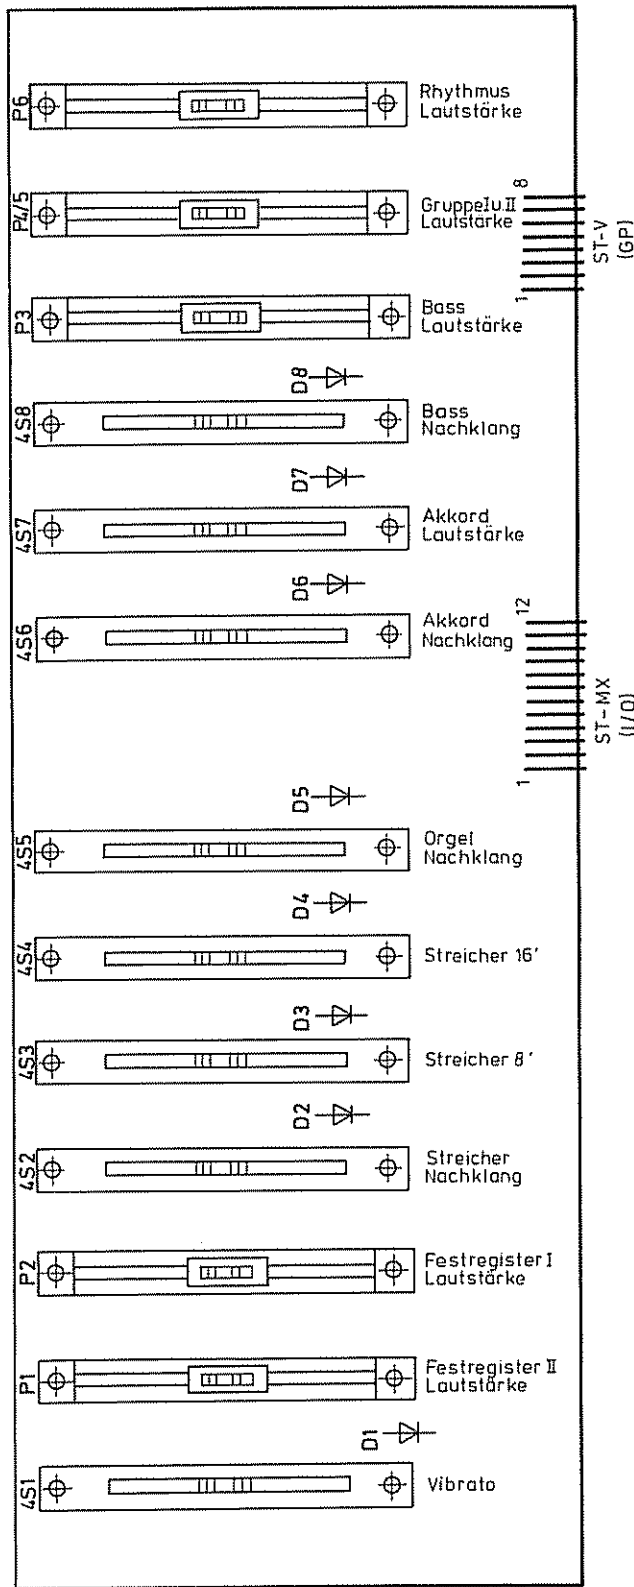 P6
Rhythmus
Lautstärke
P4/5
Gruppe I u. II
Lautstärke
8
1
ST-V
(GP)
P3
Bass
Lautstärke
D8
4S8
Bass
Nachklang
D7
4S7
Akkord
Lautstärke
D6
4S6
Akkord
Nachklang
12
1
ST-MX
(I/O)
D5
4S5
Orgel
Nachklang
D4
4S4
Streicher 16'
D3
4S3
Streicher 8'
D2
4S2
Streicher
Nachklang
P2
Festregister I
Lautstärke
P1
Festregister II
Lautstärke
D1
4S1
Vibrato